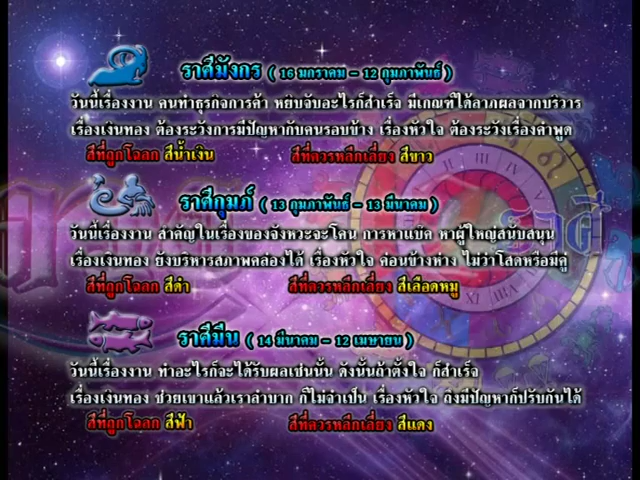 ราศีมังกร ( 16 มกราคม - 12 กุมภาพันธ์ )
วันนี้เรื่องงาน คนทำธุรกิจการค้า หยิบจับอะไรก็สำเร็จ มีเกณฑ์ได้ลาภผลจากบริวาร
เรื่องเงินทอง ต้องระวังการมีปัญหากับคนรอบข้าง เรื่องหัวใจ ต้องระวังเรื่องคำพูด
สีที่ถูกโฉลก สีน้ำเงิน สีที่ควรหลีกเลี่ยง สีขาว
ราศีกุมภ์ ( 13 กุมภาพันธ์ - 13 มีนาคม )
วันนี้เรื่องงาน สำคัญในเรื่องของจังหวะจะโคน การหาแบ็ค หาผู้ใหญ่สนับสนุน
เรื่องเงินทอง ยังบริหารสภาพคล่องได้ เรื่องหัวใจ ค่อนข้างห่าง ไม่ว่าโสดหรือมีคู่
สีที่ถูกโฉลก สีดำ สีที่ควรหลีกเลี่ยง สีเลือดหมู
ราศีมีน ( 14 มีนาคม - 12 เมษายน )
วันนี้เรื่องงาน ทำอะไรก็จะได้รับผลเช่นนั้น ดังนั้นถ้าตั้งใจ ก็สำเร็จ
เรื่องเงินทอง ช่วยเขาแล้วเราลำบาก ก็ไม่จำเป็น เรื่องหัวใจ ถึงมีปัญหาก็ปรับกันได้
สีที่ถูกโฉลก สีฟ้า สีที่ควรหลีกเลี่ยง สีแดง
ราศี